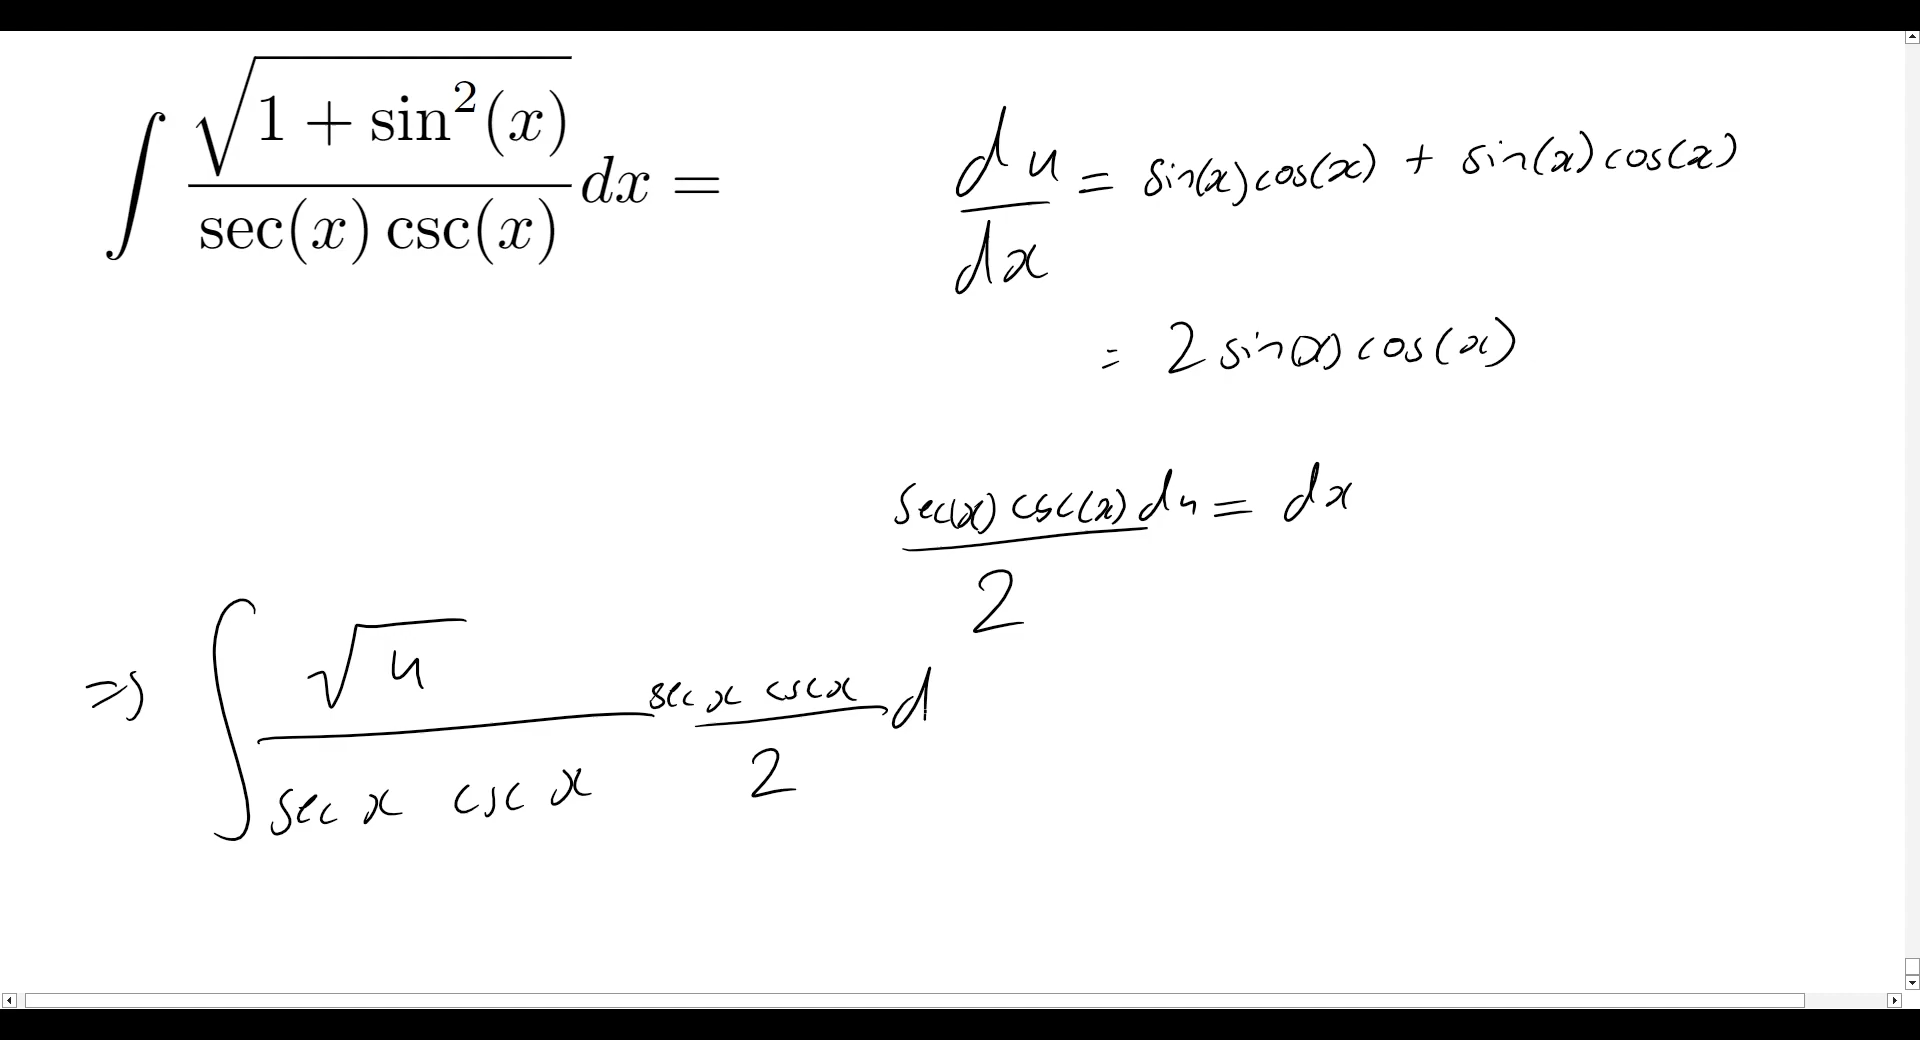 ∫ √(1 + sin²(x)) / (sec(x) csc(x)) dx =
du/dx = sin(x)cos(x) + sin(x)cos(x)
= 2 sin(x) cos(x)
sec(x) csc(x) du / 2 = dx
⇒ ∫ √u / (sec x csc x) sec x csc x / 2 d